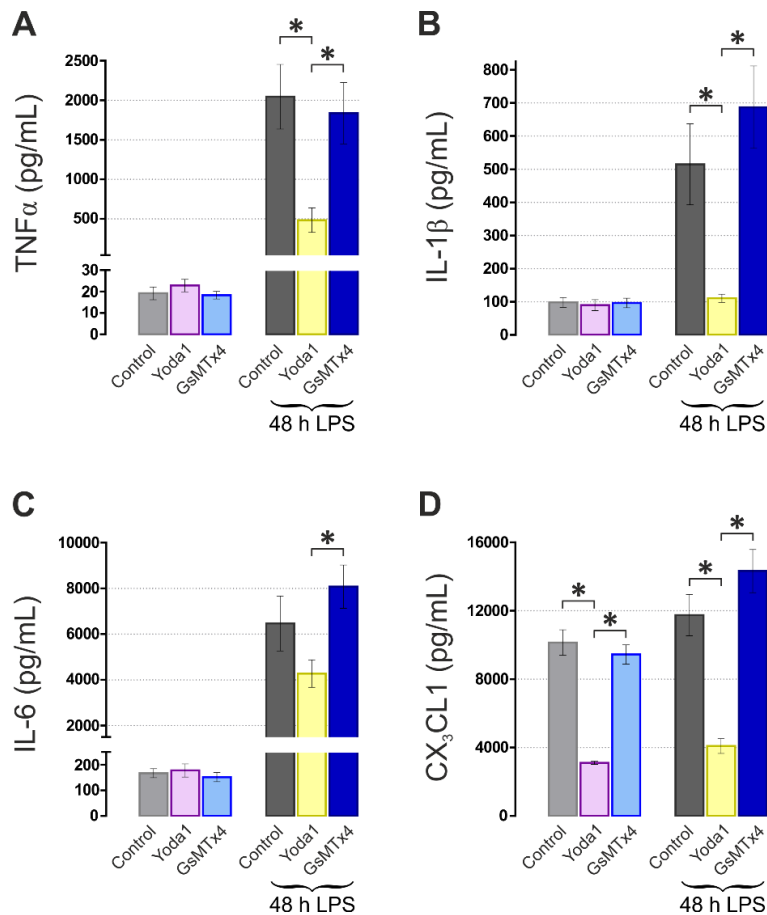 A
TNFα (pg/mL)
2500
2000
1500
1000
500
30
20
10
0
* *
Control Yoda1 GsMTx4 Control Yoda1 GsMTx4
48 h LPS
B
IL-1β (pg/mL)
800
700
600
500
400
300
200
100
0
* *
Control Yoda1 GsMTx4 Control Yoda1 GsMTx4
48 h LPS
C
IL-6 (pg/mL)
10000
8000
6000
4000
2000
200
100
0
*
Control Yoda1 GsMTx4 Control Yoda1 GsMTx4
48 h LPS
D
CX₃CL1 (pg/mL)
16000
12000
8000
4000
0
* * * *
Control Yoda1 GsMTx4 Control Yoda1 GsMTx4
48 h LPS